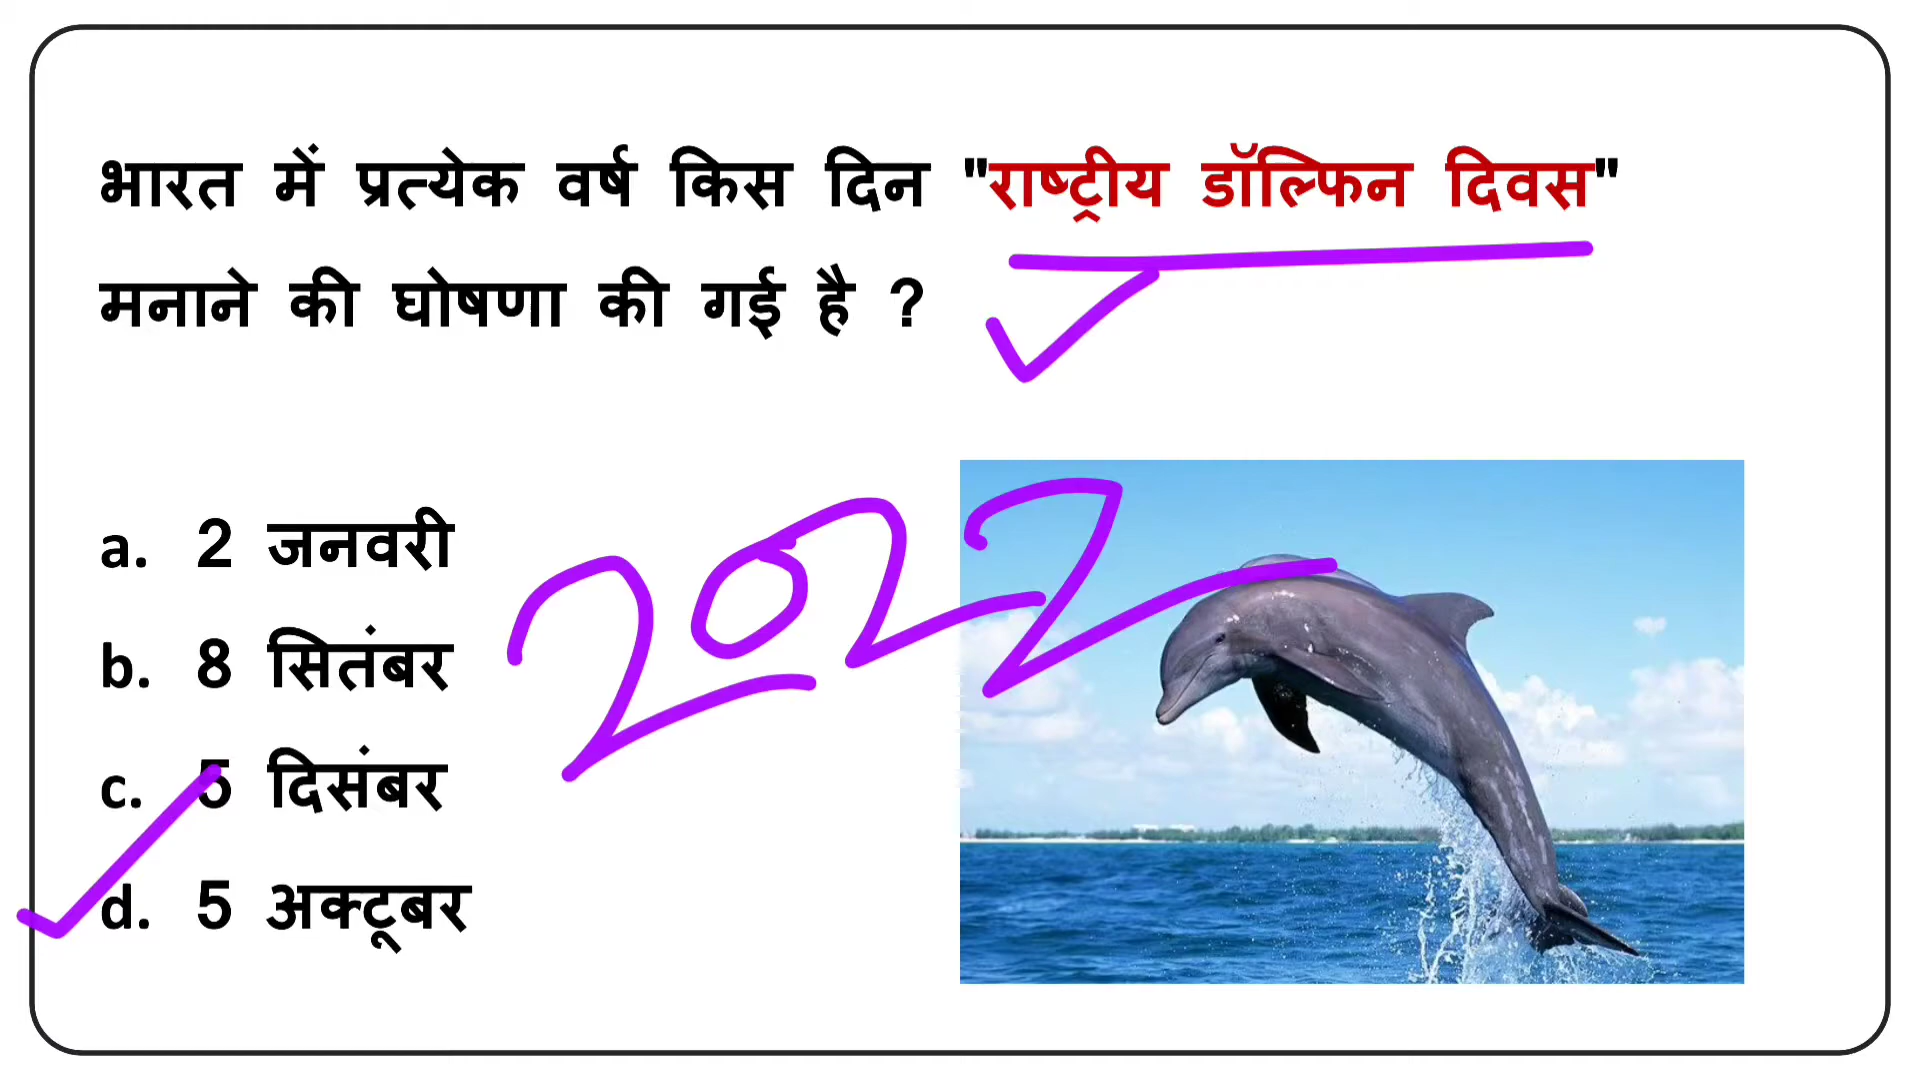 भारत में प्रत्येक वर्ष किस दिन "राष्ट्रीय डॉल्फिन दिवस"
मनाने की घोषणा की गई है ?
a. 2 जनवरी
b. 8 सितंबर
c. 5 दिसंबर
d. 5 अक्टूबर
2022